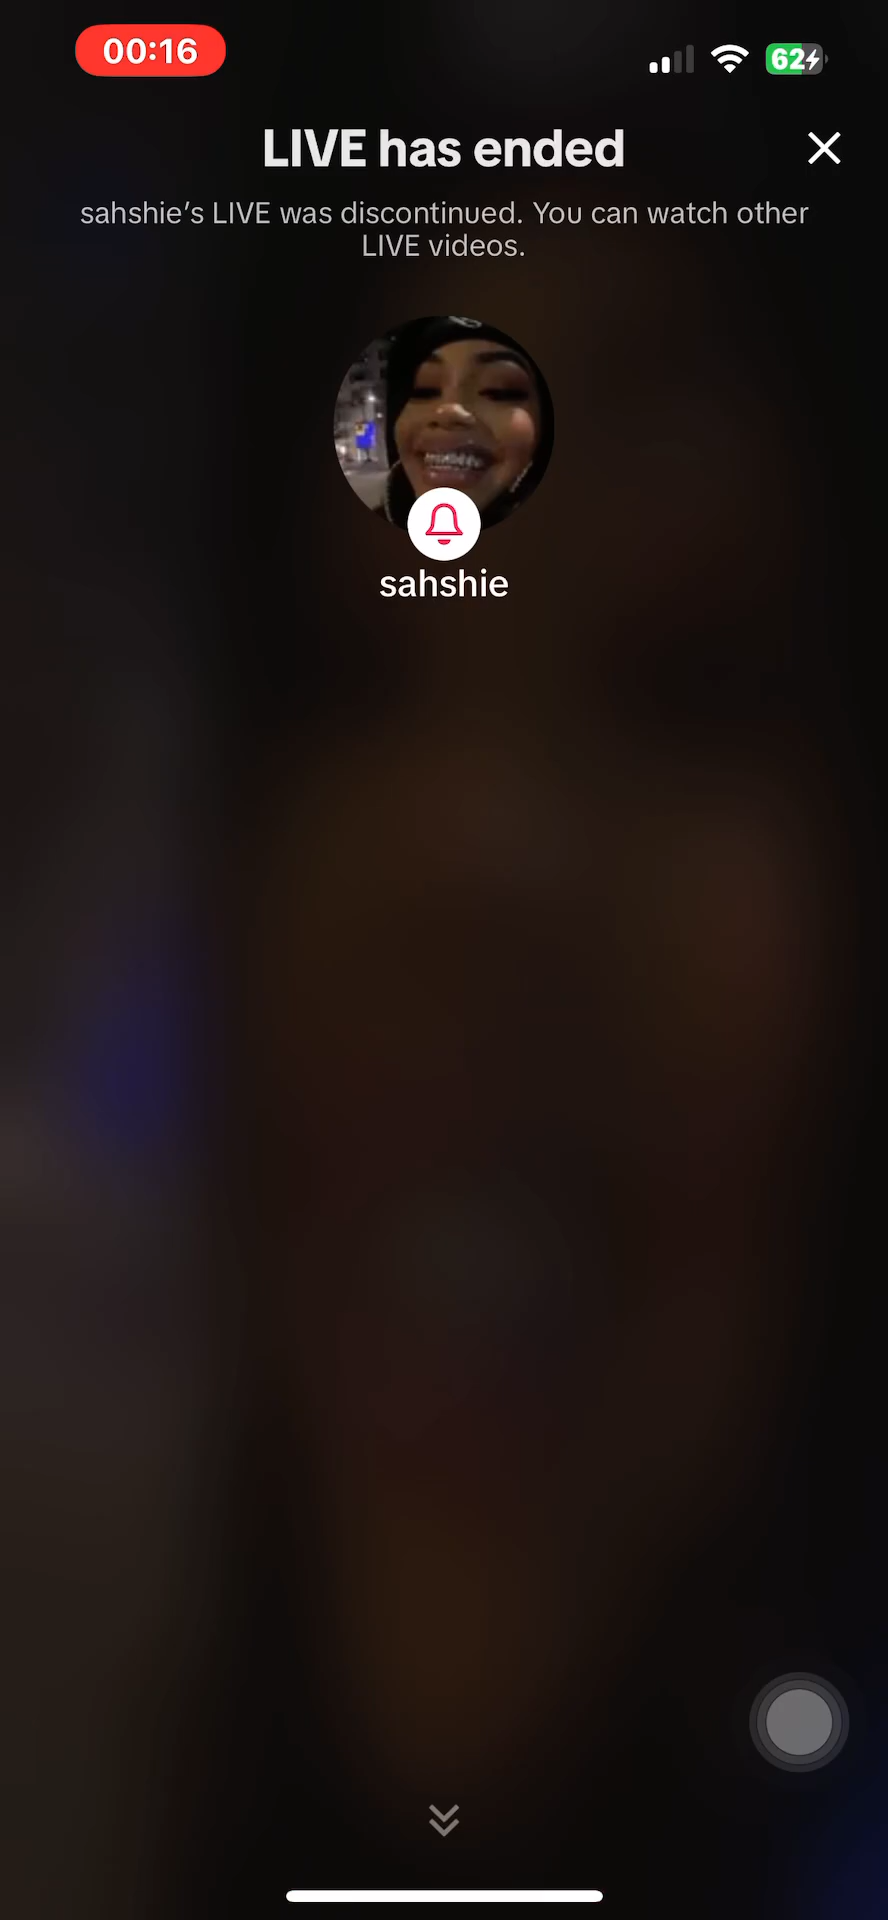 00:16
62
LIVE has ended
sahshie’s LIVE was discontinued. You can watch other
LIVE videos.
sahshie